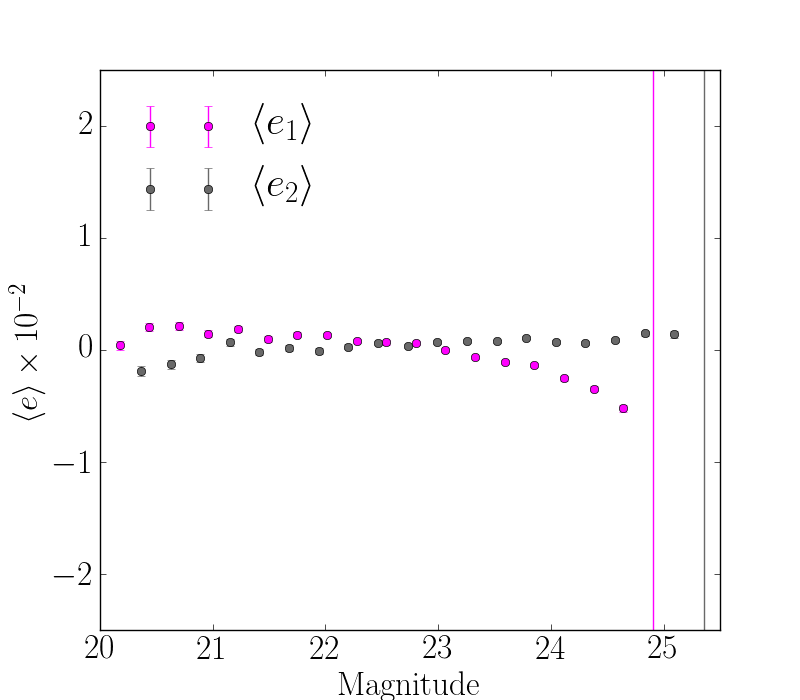 ⟨e₁⟩
⟨e₂⟩
2
1
0
−1
−2
⟨e⟩ × 10⁻²
20 21 22 23 24 25
Magnitude